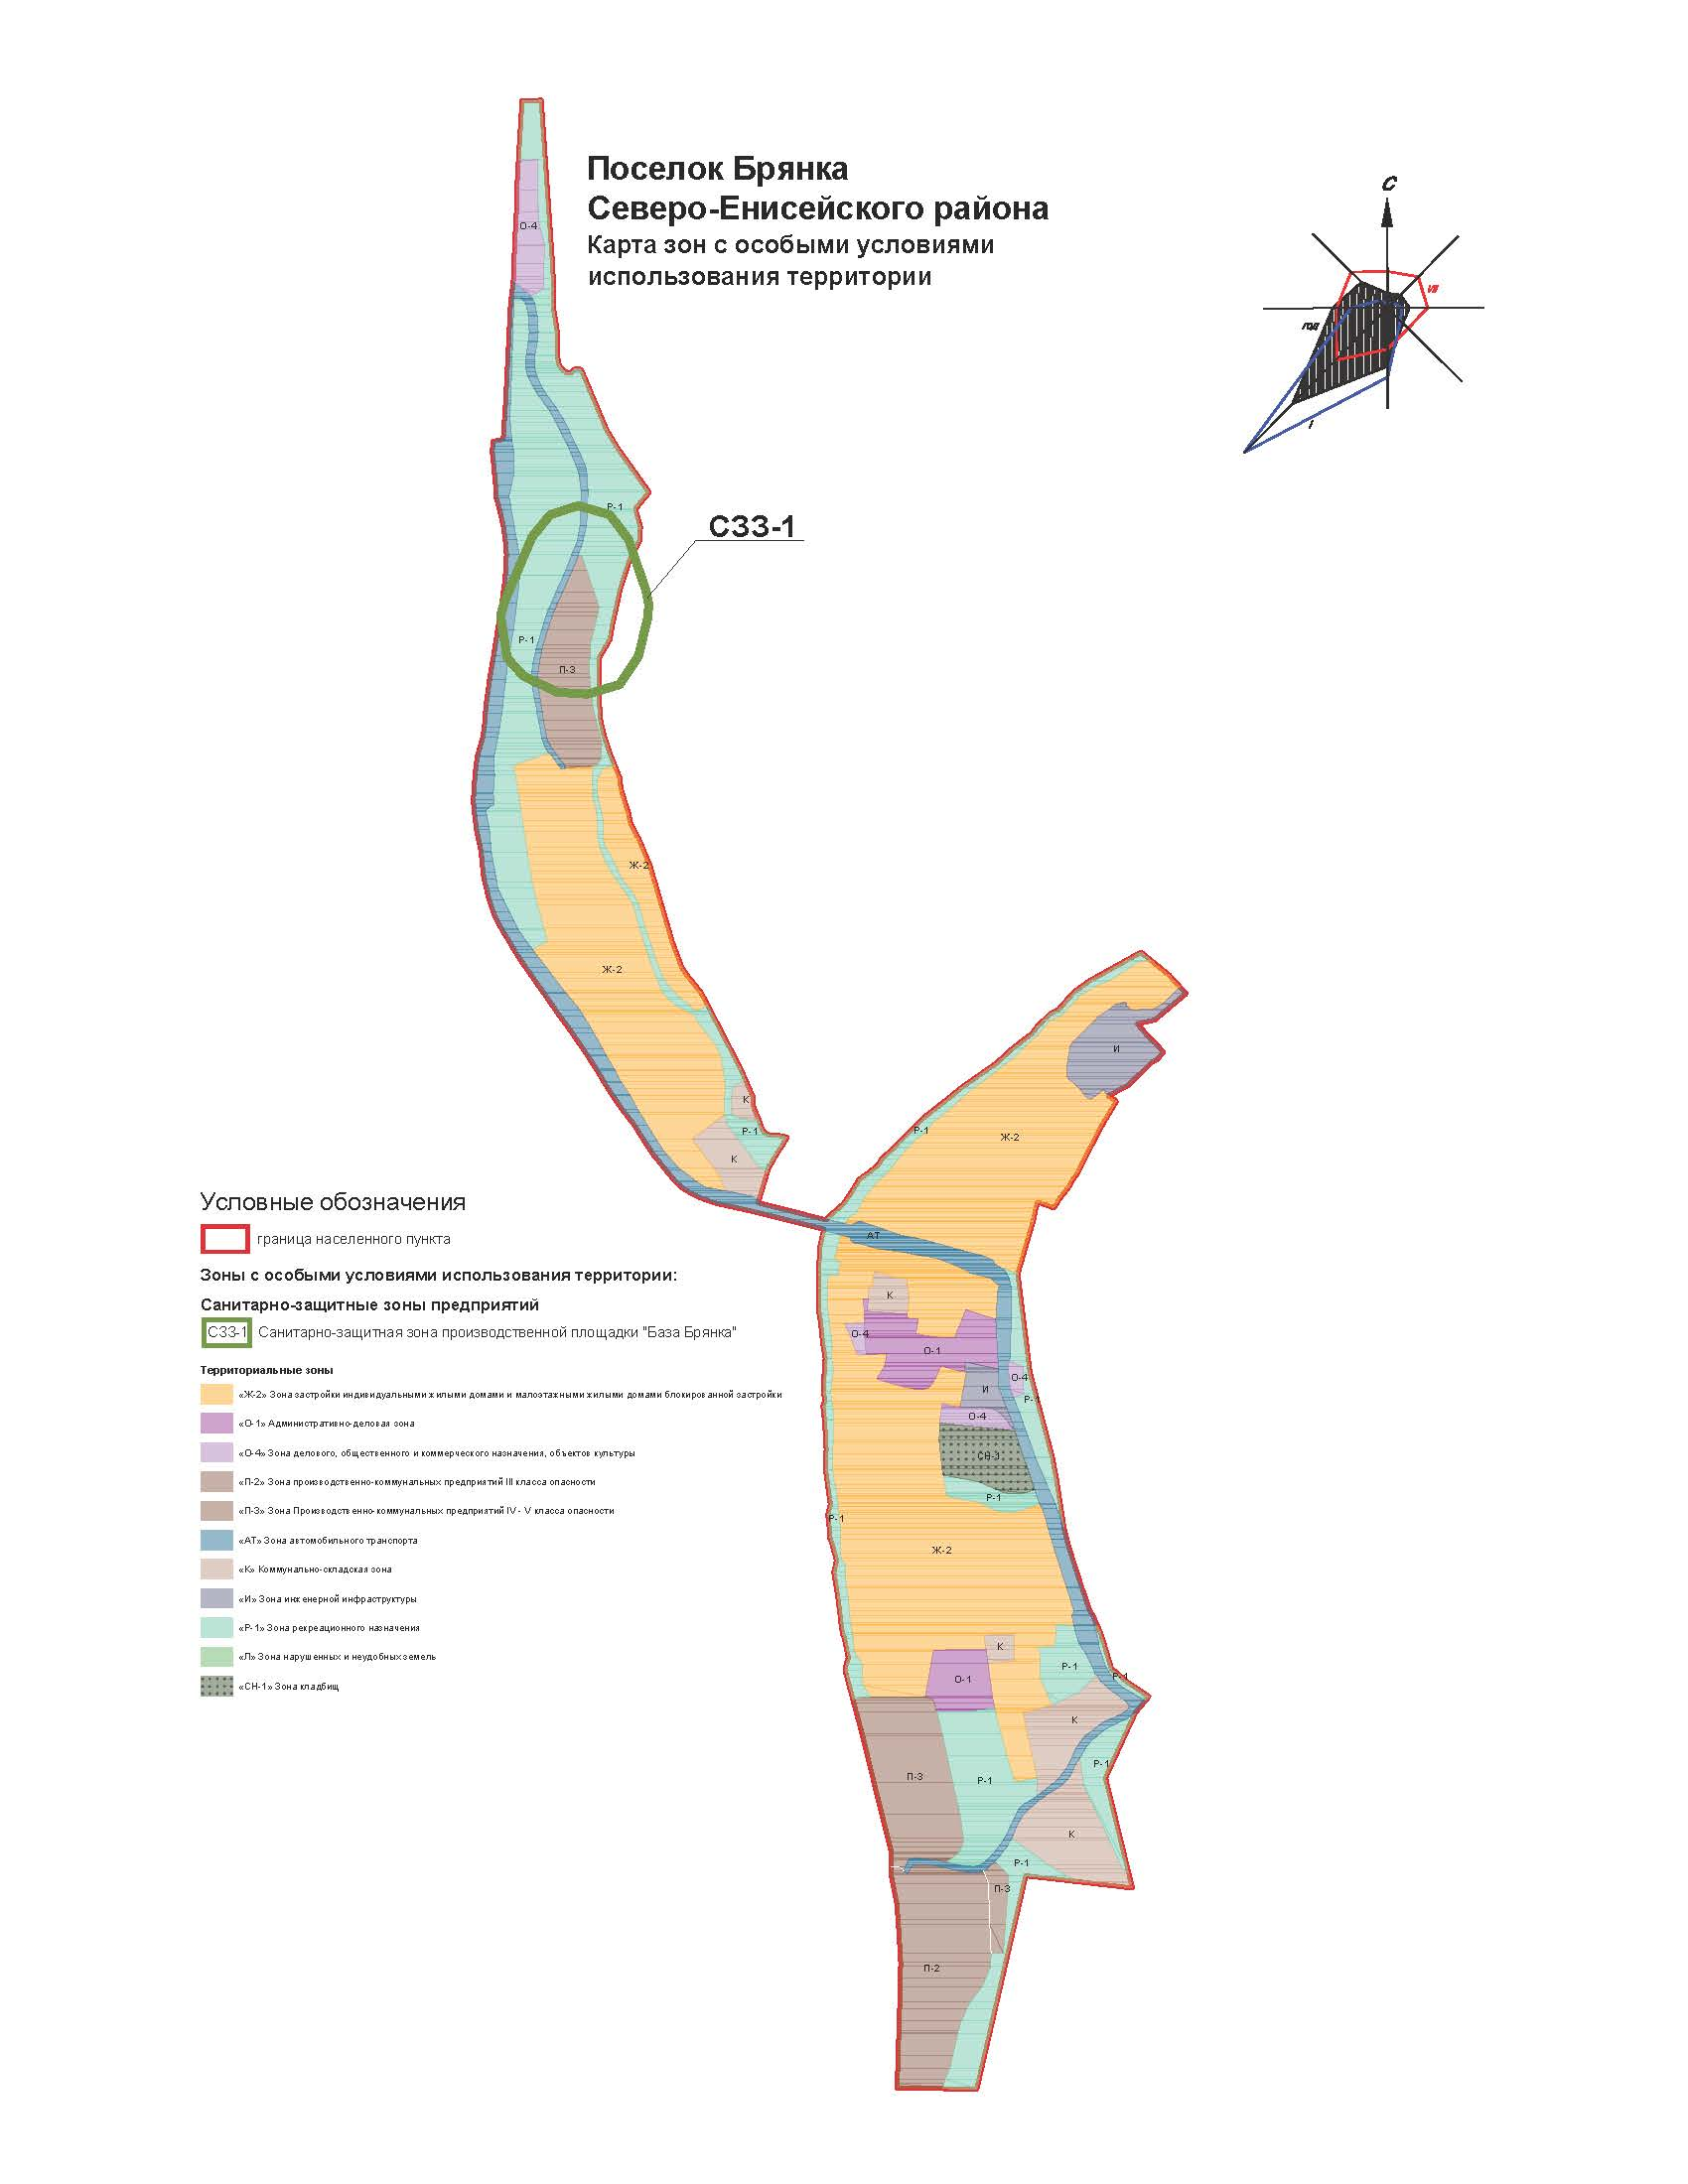 Поселок Брянка
Северо-Енисейского района
Карта зон с особыми условиями
использования территории
С
VII
год
I
О-4
Р-1
СЗЗ-1
Р-1
П-3
Ж-2
Ж-2
К
Р-1
К
И
Р-1
Ж-2
АТ
К
О-4
О-1
О-4
И
Р-1
О-4
СН-1
Р-1
Р-1
Ж-2
К
Р-1
Р-1
О-1
К
Р-1
П-3
Р-1
К
Р-1
П-3
П-2
Условные обозначения
граница населенного пункта
Зоны с особыми условиями использования территории:
Санитарно-защитные зоны предприятий
СЗЗ-1 Санитарно-защитная зона производственной площадки "База Брянка"
Территориальные зоны
«Ж-2» Зона застройки индивидуальными жилыми домами и малоэтажными жилыми домами блокированной застройки
«О-1» Административно-деловая зона
«О-4» Зона делового, общественного и коммерческого назначения, объектов культуры
«П-2» Зона производственно-коммунальных предприятий III класса опасности
«П-3» Зона Производственно-коммунальных предприятий IV - V класса опасности
«АТ» Зона автомобильного транспорта
«К» Коммунально-складская зона
«И» Зона инженерной инфраструктуры
«Р-1» Зона рекреационного назначения
«Л» Зона нарушенных и неудобных земель
«СН-1» Зона кладбищ